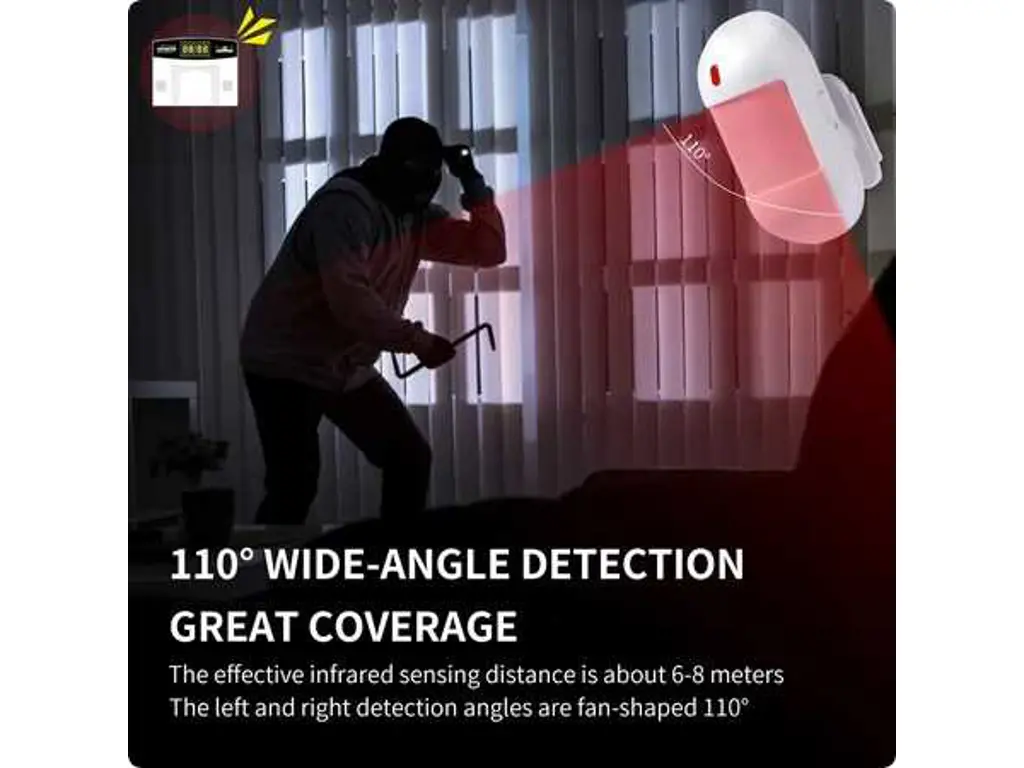 110°
110° WIDE-ANGLE DETECTION
GREAT COVERAGE
The effective infrared sensing distance is about 6-8 meters
The left and right detection angles are fan-shaped 110°